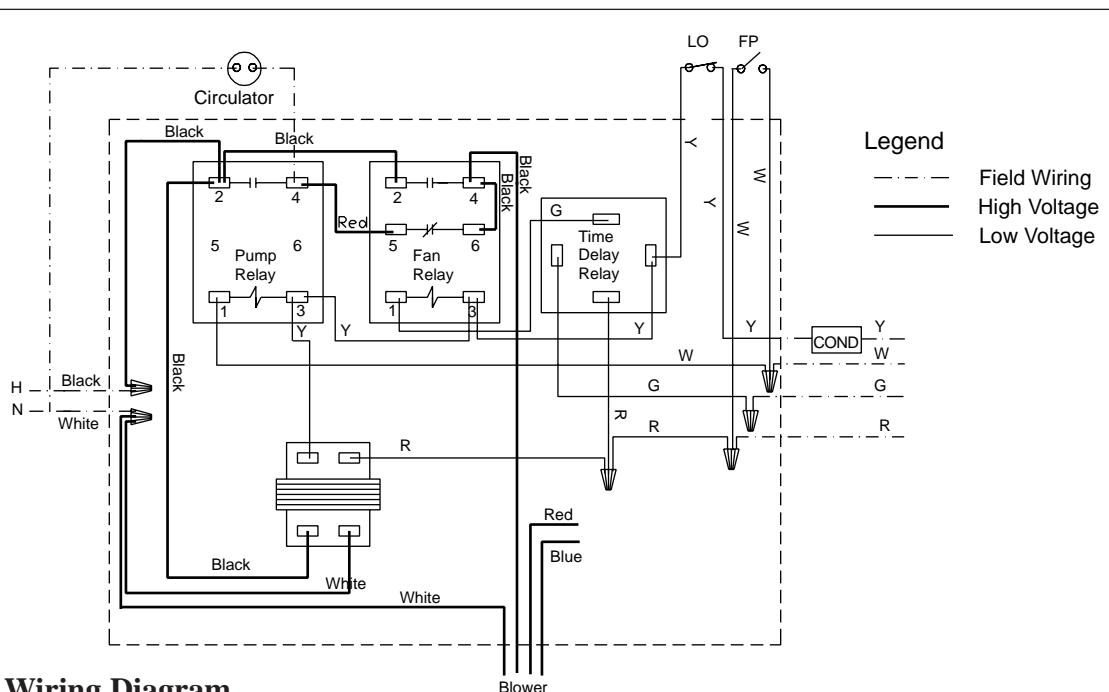 LO FP
Circulator
Black
Black
Black
Black
Y
Y
W
W
Legend
Field Wiring
High Voltage
Low Voltage
2 4
2 4
Red
G
5 6
5 6
Pump
Relay
Fan
Relay
Time
Delay
Relay
1 3
1 3
Y
Y
Y
Y
COND
Y
W
W
G
G
R
R
R
R
H Black
N White
Black
Black
White
White
Red
Blue
Blower
Wiring Diagram